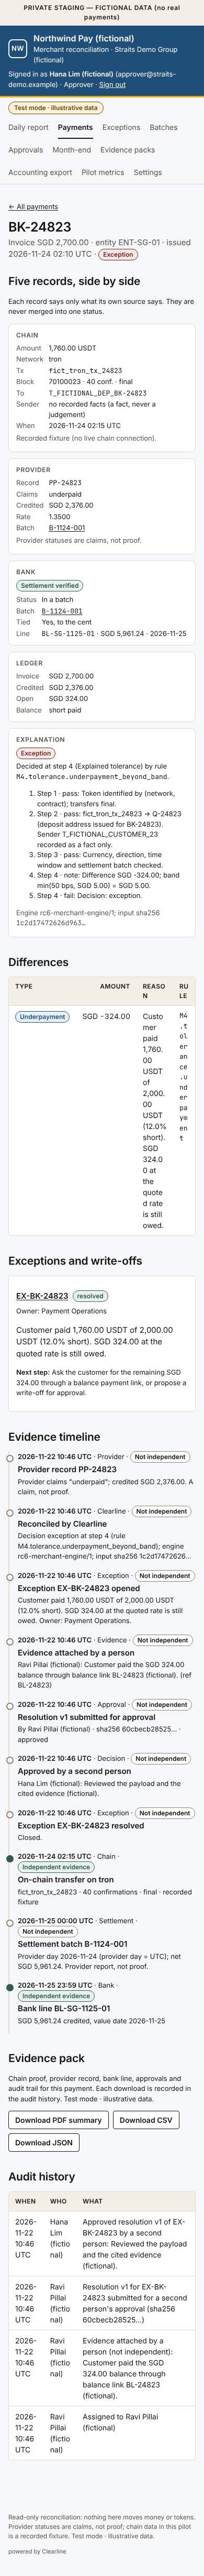 PRIVATE STAGING — FICTIONAL DATA (no real
payments)
NW
Northwind Pay (fictional)
Merchant reconciliation · Straits Demo Group
(fictional)
Signed in as Hana Lim (fictional) (approver@straits-
demo.example) · Approver · Sign out
Test mode · illustrative data
Daily report Payments Exceptions Batches
Approvals Month-end Evidence packs
Accounting export Pilot metrics Settings
← All payments
BK-24823
Invoice SGD 2,700.00 · entity ENT-SG-01 · issued
2026-11-24 02:10 UTC · Exception
Five records, side by side
Each record says only what its own source says. They are
never merged into one status.
CHAIN
Amount 1,760.00 USDT
Network tron
Tx fict_tron_tx_24823
Block 70100023 · 40 conf. · final
To T_FICTIONAL_DEP_BK-24823
Sender no recorded facts (a fact, never a
judgement)
When 2026-11-24 02:15 UTC
Recorded fixture (no live chain connection).
PROVIDER
Record PP-24823
Claims underpaid
Credited SGD 2,376.00
Rate 1.3500
Batch B-1124-001
Provider statuses are claims, not proof.
BANK
Settlement verified
Status In a batch
Batch B-1124-001
Tied Yes, to the cent
Line BL-SG-1125-01 · SGD 5,961.24 · 2026-11-25
LEDGER
Invoice SGD 2,700.00
Credited SGD 2,376.00
Open SGD 324.00
Balance short paid
EXPLANATION
Exception
Decided at step 4 (Explained tolerance) by rule
M4.tolerance.underpayment_beyond_band.
1. Step 1 · pass: Token identified by (network,
contract); transfers final.
2. Step 2 · pass: fict_tron_tx_24823 → Q-24823
(deposit address issued for BK-24823).
Sender T_FICTIONAL_CUSTOMER_23
recorded as a fact only.
3. Step 3 · pass: Currency, direction, time
window and settlement batch checked.
4. Step 4 · note: Difference SGD -324.00; band
min(50 bps, SGD 5.00) = SGD 5.00.
5. Step 4 · fail: Decision: exception.
Engine rc6-merchant-engine/1; input sha256
1c2d17472626d963…
Differences
TYPE AMOUNT REASO
N RU
LE
Underpayment SGD -324.00 Custo
mer
paid
1,760.
00
USDT
of
2,000.
00
USDT
(12.0%
short).
SGD
324.0
0 at
the
quote
d rate
is still
owed.
M4
.t
ol
er
an
ce
.u
nd
er
pa
ym
en
t
Exceptions and write-offs
EX-BK-24823 resolved
Owner: Payment Operations
Customer paid 1,760.00 USDT of 2,000.00
USDT (12.0% short). SGD 324.00 at the
quoted rate is still owed.
Next step: Ask the customer for the remaining SGD
324.00 through a balance payment link, or propose a
write-off for approval.
Evidence timeline
2026-11-22 10:46 UTC · Provider · Not independent
Provider record PP-24823
Provider claims "underpaid"; credited SGD 2,376.00. A
claim, not proof.
2026-11-22 10:46 UTC · Clearline · Not independent
Reconciled by Clearline
Decision exception at step 4 (rule
M4.tolerance.underpayment_beyond_band); engine
rc6-merchant-engine/1; input sha256 1c2d17472626…
2026-11-22 10:46 UTC · Exception · Not independent
Exception EX-BK-24823 opened
Customer paid 1,760.00 USDT of 2,000.00 USDT
(12.0% short). SGD 324.00 at the quoted rate is still
owed. Owner: Payment Operations.
2026-11-22 10:46 UTC · Evidence · Not independent
Evidence attached by a person
Ravi Pillai (fictional): Customer paid the SGD 324.00
balance through balance link BL-24823 (fictional). (ref
BL-24823)
2026-11-22 10:46 UTC · Approval · Not independent
Resolution v1 submitted for approval
By Ravi Pillai (fictional) · sha256 60cbecb28525… ·
approved
2026-11-22 10:46 UTC · Decision · Not independent
Approved by a second person
Hana Lim (fictional): Reviewed the payload and the
cited evidence (fictional).
2026-11-22 10:46 UTC · Exception · Not independent
Exception EX-BK-24823 resolved
Closed.
2026-11-24 02:15 UTC · Chain ·
Independent evidence
On-chain transfer on tron
fict_tron_tx_24823 · 40 confirmations · final · recorded
fixture
2026-11-25 00:00 UTC · Settlement ·
Not independent
Settlement batch B-1124-001
Provider day 2026-11-24 (provider day = UTC); net
SGD 5,961.24. Provider report, not proof.
2026-11-25 23:59 UTC · Bank ·
Independent evidence
Bank line BL-SG-1125-01
SGD 5,961.24 credited, value date 2026-11-25
Evidence pack
Chain proof, provider record, bank lines, approvals and
audit trail for this payment. Each download is recorded in
the audit history. Test mode · illustrative data.
Download PDF summary Download CSV
Download JSON
Audit history
WHEN WHO WHAT
2026-
11-22
10:46
UTC
Hana
Lim
(fictio
nal)
Approved resolution v1 of EX-
BK-24823 by a second
person: Reviewed the payload
and the cited evidence
(fictional).
2026-
11-22
10:46
UTC
Ravi
Pillai
(fictio
nal)
Resolution v1 for EX-BK-
24823 submitted for a second
person's approval (sha256
60cbecb28525…)
2026-
11-22
10:46
UTC
Ravi
Pillai
(fictio
nal)
Evidence attached by a
person (not independent):
Customer paid the SGD
324.00 balance through
balance link BL-24823
(fictional).
2026-
11-22
10:46
UTC
Ravi
Pillai
(fictio
nal)
Assigned to Ravi Pillai
(fictional)
Read-only reconciliation: nothing here moves money or tokens.
Provider statuses are claims, not proof; chain data in this pilot
is a recorded fixture. Test mode · illustrative data.
powered by Clearline